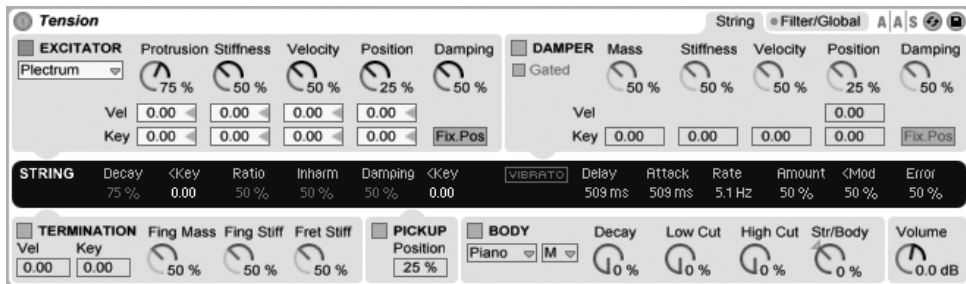 Tension String Filter/Global A A S
EXCITATOR Protrusion Stiffness Velocity Position Damping
Plectrum 75 % 50 % 50 % 25 % 50 %
Vel 0.00 0.00 0.00 0.00
Key 0.00 0.00 0.00 0.00 Fix.Pos
DAMPER Mass Stiffness Velocity Position Damping
Gated 50 % 50 % 50 % 25 % 50 %
Vel 0.00
Key 0.00 0.00 0.00 0.00 Fix.Pos
STRING Decay <Key Ratio Inharm Damping <Key VIBRATO Delay Attack Rate Amount <Mod Error
75 % 0.00 50 % 50 % 50 % 0.00 509 ms 509 ms 5.1 Hz 50 % 50 % 50 %
TERMINATION Fing Mass Fing Stiff Fret Stiff
Vel Key
0.00 0.00 50 % 50 % 50 %
PICKUP
Position
25 %
BODY Decay Low Cut High Cut Str/Body
Piano M 0 % 0 % 0 % 0 %
Volume
0.0 dB